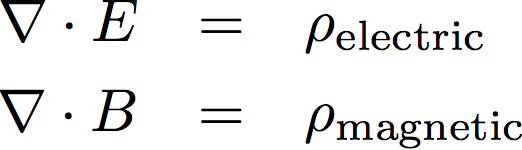 ∇ · E = ρ_electric
∇ · B = ρ_magnetic